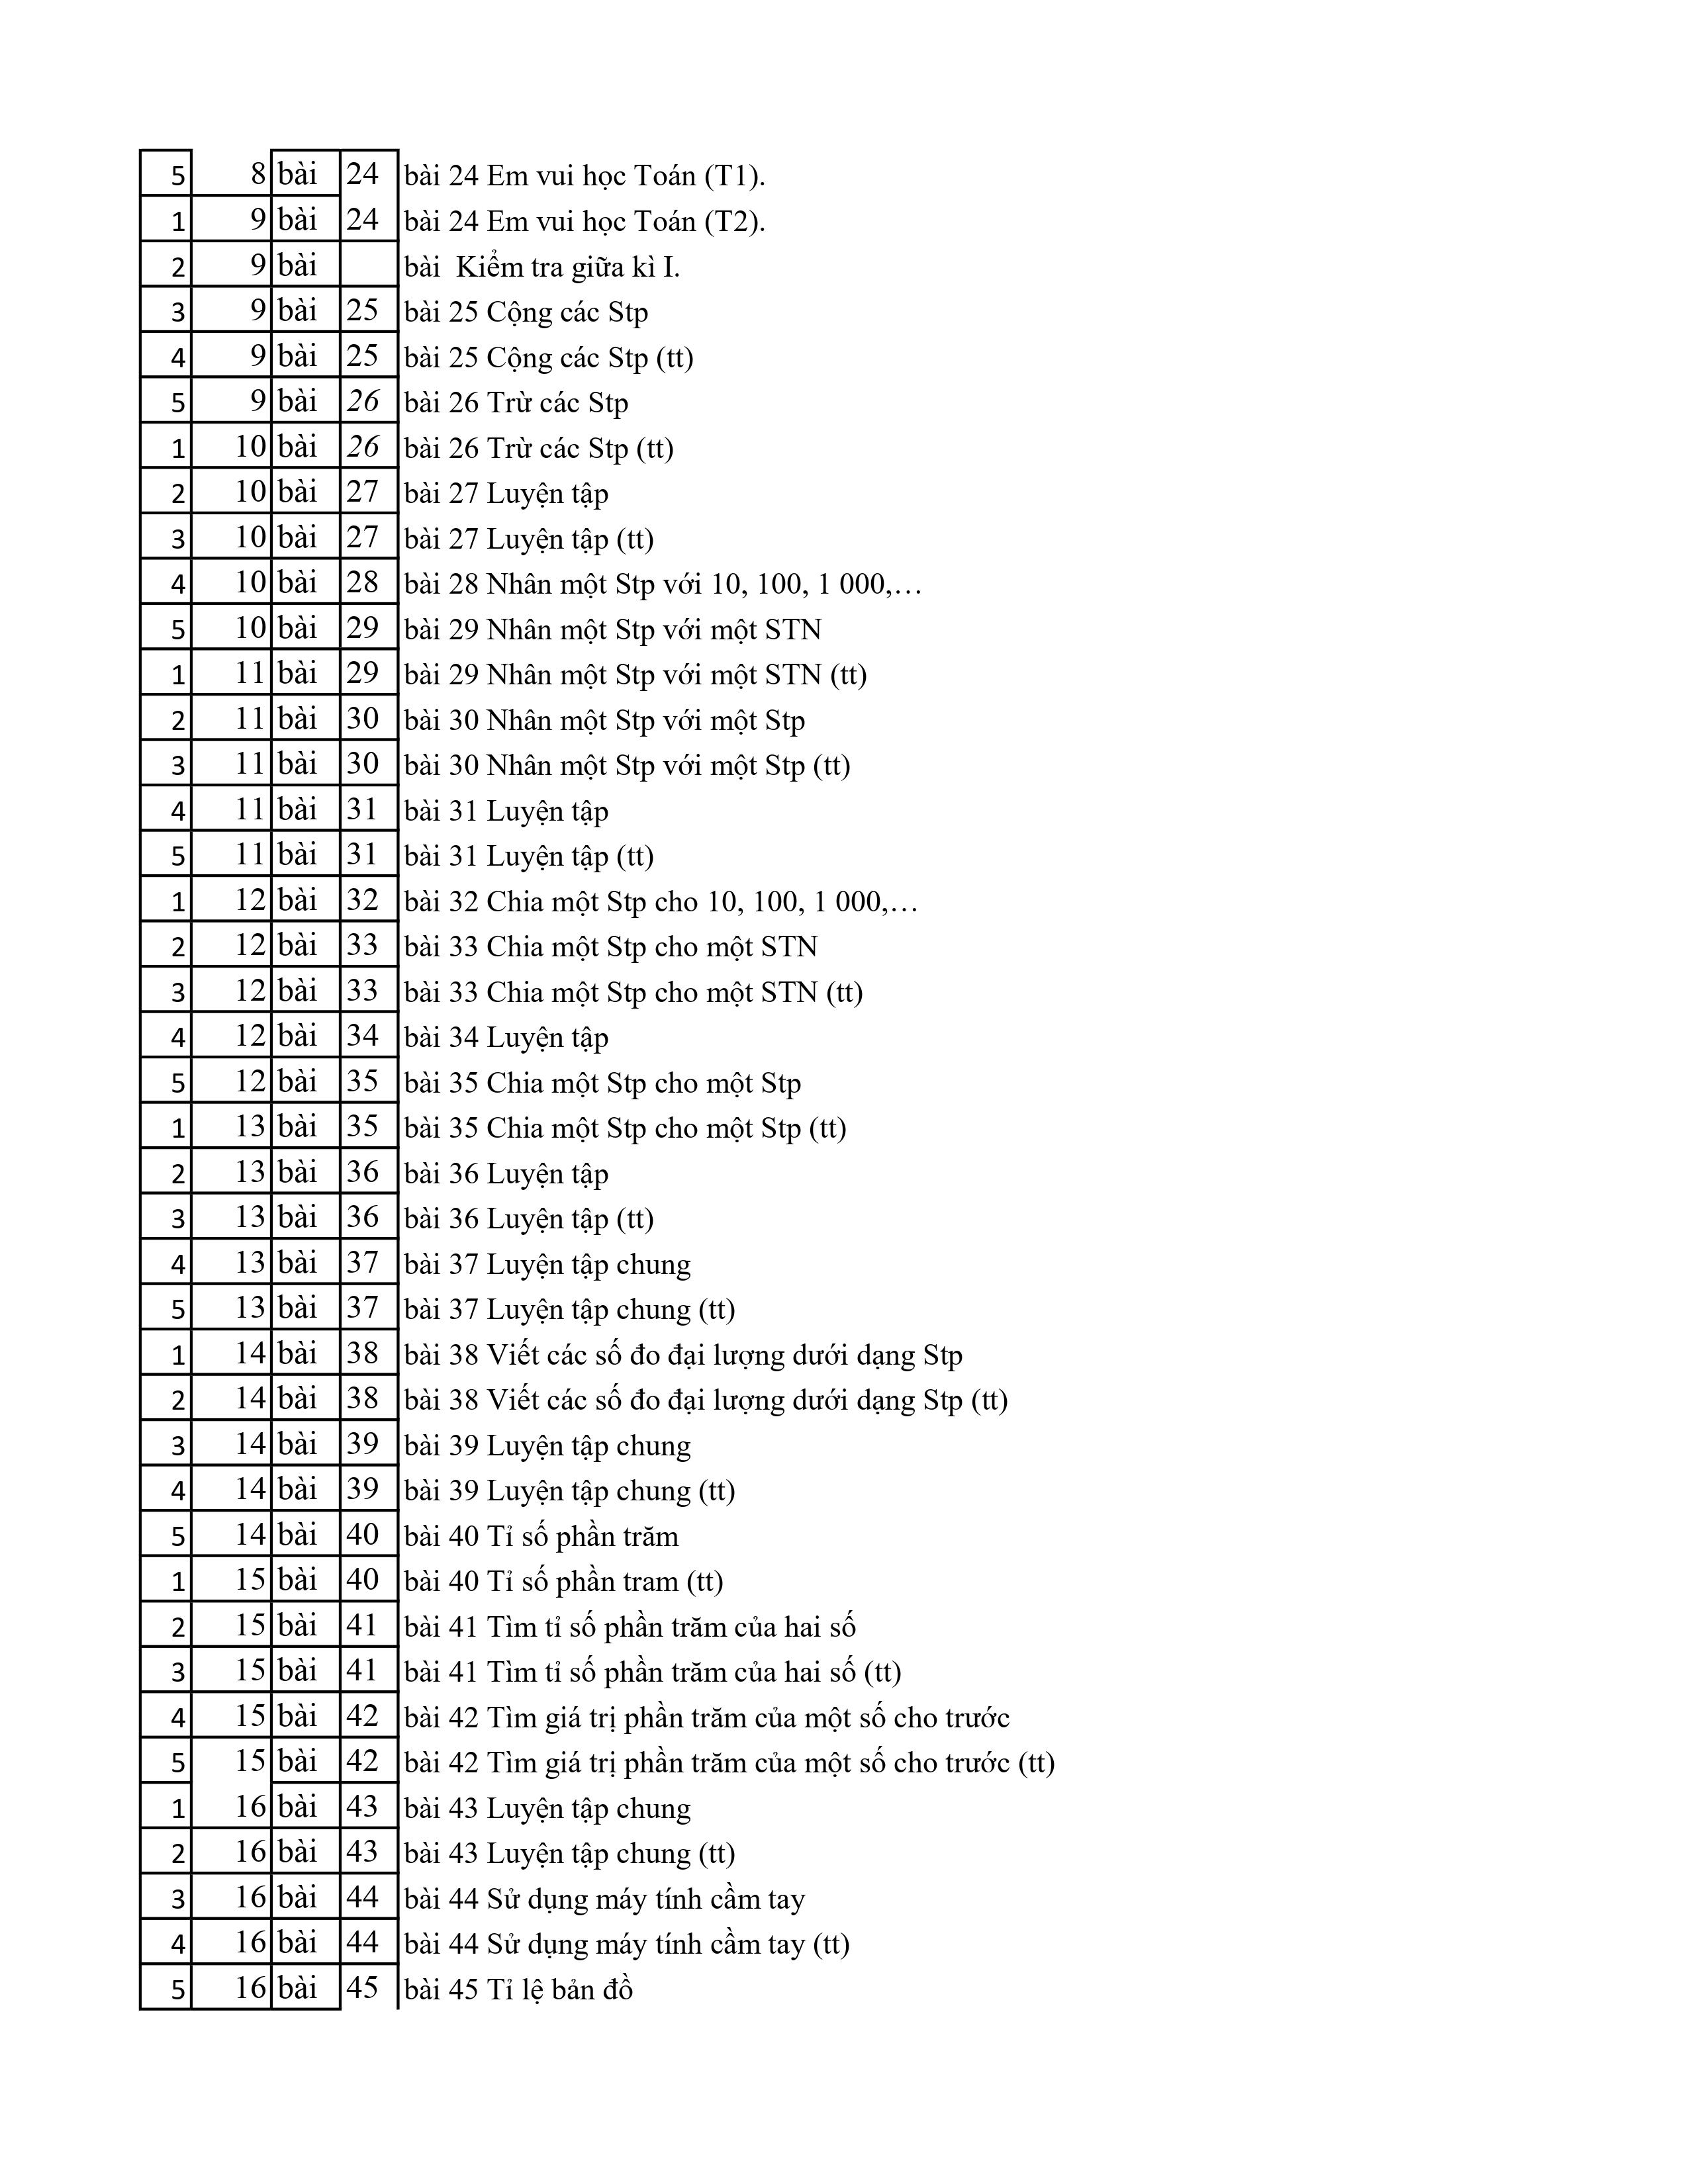 5 8 bài 24 bài 24 Em vui học Toán (T1).
1 9 bài 24 bài 24 Em vui học Toán (T2).
2 9 bài bài  Kiểm tra giữa kì I.
3 9 bài 25 bài 25 Cộng các Stp
4 9 bài 25 bài 25 Cộng các Stp (tt)
5 9 bài 26 bài 26 Trừ các Stp
1 10 bài 26 bài 26 Trừ các Stp (tt)
2 10 bài 27 bài 27 Luyện tập
3 10 bài 27 bài 27 Luyện tập (tt)
4 10 bài 28 bài 28 Nhân một Stp với 10, 100, 1 000,…
5 10 bài 29 bài 29 Nhân một Stp với một STN
1 11 bài 29 bài 29 Nhân một Stp với một STN (tt)
2 11 bài 30 bài 30 Nhân một Stp với một Stp
3 11 bài 30 bài 30 Nhân một Stp với một Stp (tt)
4 11 bài 31 bài 31 Luyện tập
5 11 bài 31 bài 31 Luyện tập (tt)
1 12 bài 32 bài 32 Chia một Stp cho 10, 100, 1 000,…
2 12 bài 33 bài 33 Chia một Stp cho một STN
3 12 bài 33 bài 33 Chia một Stp cho một STN (tt)
4 12 bài 34 bài 34 Luyện tập
5 12 bài 35 bài 35 Chia một Stp cho một Stp
1 13 bài 35 bài 35 Chia một Stp cho một Stp (tt)
2 13 bài 36 bài 36 Luyện tập
3 13 bài 36 bài 36 Luyện tập (tt)
4 13 bài 37 bài 37 Luyện tập chung
5 13 bài 37 bài 37 Luyện tập chung (tt)
1 14 bài 38 bài 38 Viết các số đo đại lượng dưới dạng Stp
2 14 bài 38 bài 38 Viết các số đo đại lượng dưới dạng Stp (tt)
3 14 bài 39 bài 39 Luyện tập chung
4 14 bài 39 bài 39 Luyện tập chung (tt)
5 14 bài 40 bài 40 Tỉ số phần trăm
1 15 bài 40 bài 40 Tỉ số phần tram (tt)
2 15 bài 41 bài 41 Tìm tỉ số phần trăm của hai số
3 15 bài 41 bài 41 Tìm tỉ số phần trăm của hai số (tt)
4 15 bài 42 bài 42 Tìm giá trị phần trăm của một số cho trước
5 15 bài 42 bài 42 Tìm giá trị phần trăm của một số cho trước (tt)
1 16 bài 43 bài 43 Luyện tập chung
2 16 bài 43 bài 43 Luyện tập chung (tt)
3 16 bài 44 bài 44 Sử dụng máy tính cầm tay
4 16 bài 44 bài 44 Sử dụng máy tính cầm tay (tt)
5 16 bài 45 bài 45 Tỉ lệ bản đồ